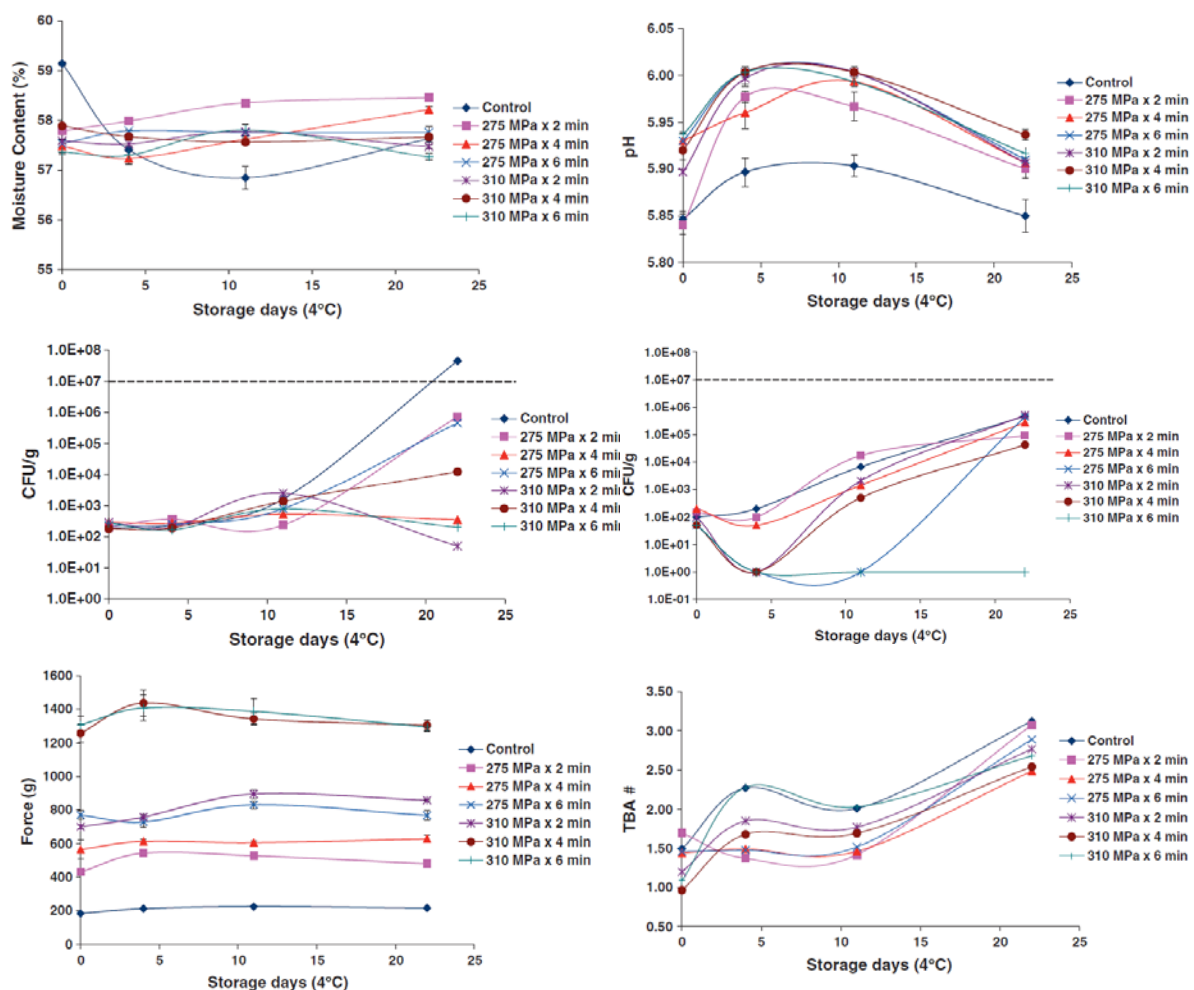 60
59
58
57
56
55
Moisture Content (%)
0 5 10 15 20 25
Storage days (4°C)
Control
275 MPa x 2 min
275 MPa x 4 min
275 MPa x 6 min
310 MPa x 2 min
310 MPa x 4 min
310 MPa x 6 min
6.05
6.00
5.95
5.90
5.85
5.80
pH
0 5 10 15 20 25
Storage days (4°C)
Control
275 MPa x 2 min
275 MPa x 4 min
275 MPa x 6 min
310 MPa x 2 min
310 MPa x 4 min
310 MPa x 6 min
1.0E+08
1.0E+07
1.0E+06
1.0E+05
1.0E+04
1.0E+03
1.0E+02
1.0E+01
1.0E+00
CFU/g
0 5 10 15 20 25
Storage days (4°C)
Control
275 MPa x 2 min
275 MPa x 4 min
275 MPa x 6 min
310 MPa x 2 min
310 MPa x 4 min
310 MPa x 6 min
1.0E+08
1.0E+07
1.0E+06
1.0E+05
1.0E+04
1.0E+03
1.0E+02
1.0E+01
1.0E+00
1.0E-01
CFU/g
0 5 10 15 20 25
Storage days (4°C)
Control
275 MPa x 2 min
275 MPa x 4 min
275 MPa x 6 min
310 MPa x 2 min
310 MPa x 4 min
310 MPa x 6 min
1600
1400
1200
1000
800
600
400
200
0
Force (g)
0 5 10 15 20 25
Storage days (4°C)
Control
275 MPa x 2 min
275 MPa x 4 min
275 MPa x 6 min
310 MPa x 2 min
310 MPa x 4 min
310 MPa x 6 min
3.50
3.00
2.50
2.00
1.50
1.00
0.50
TBA #
0 5 10 15 20 25
Storage days (4°C)
Control
275 MPa x 2 min
275 MPa x 4 min
275 MPa x 6 min
310 MPa x 2 min
310 MPa x 4 min
310 MPa x 6 min